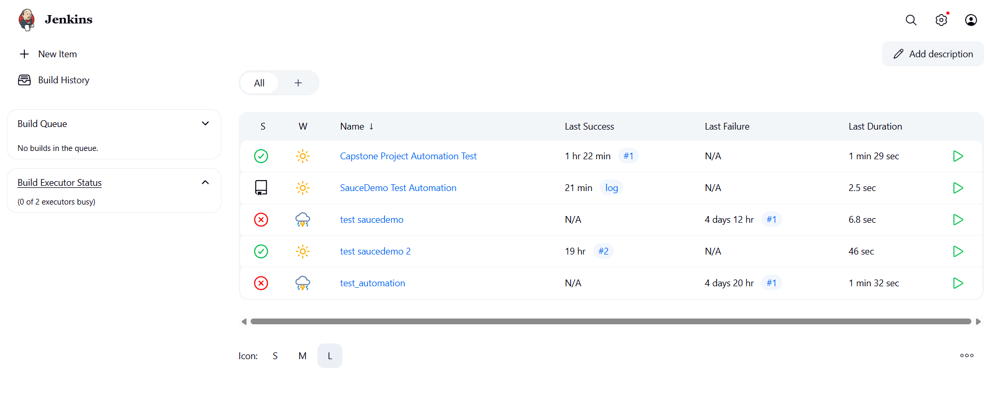 Jenkins
New Item
Add description
Build History
All +
Build Queue
No builds in the queue.
Build Executor Status
(0 of 2 executors busy)
S W Name ↓ Last Success Last Failure Last Duration
Capstone Project Automation Test 1 hr 22 min #1 N/A 1 min 29 sec
SauceDemo Test Automation 21 min log N/A 2.5 sec
test saucedemo N/A 4 days 12 hr #1 6.8 sec
test saucedemo 2 19 hr #2 N/A 46 sec
test_automation N/A 4 days 20 hr #1 1 min 32 sec
Icon: S M L